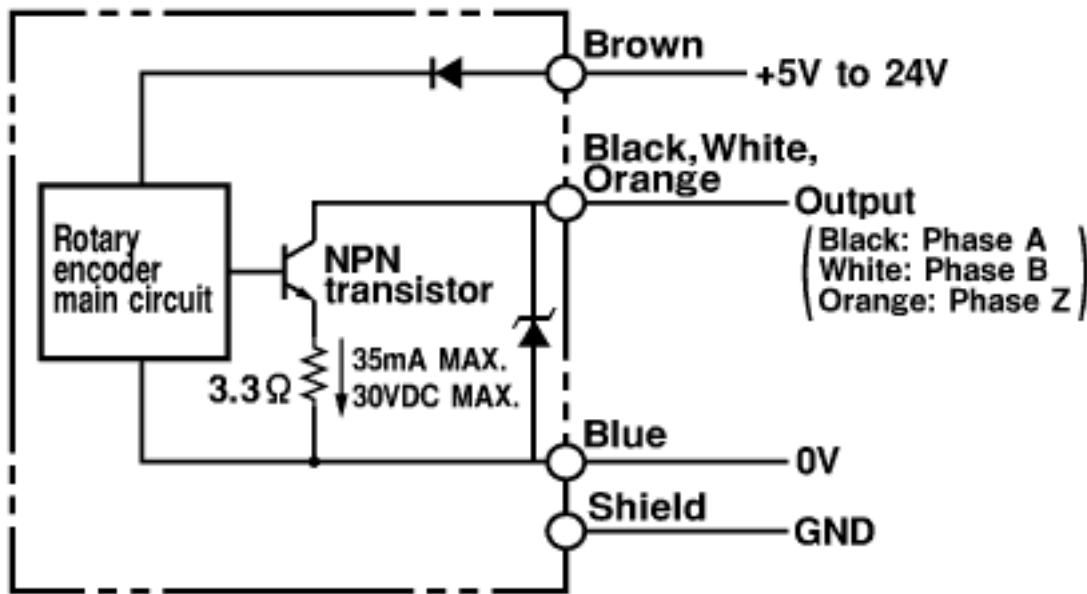 Brown
+5V to 24V
Black, White,
Orange
Output
Black: Phase A
White: Phase B
Orange: Phase Z
Rotary
encoder
main circuit
NPN
transistor
3.3Ω
35mA MAX.
30VDC MAX.
Blue
0V
Shield
GND